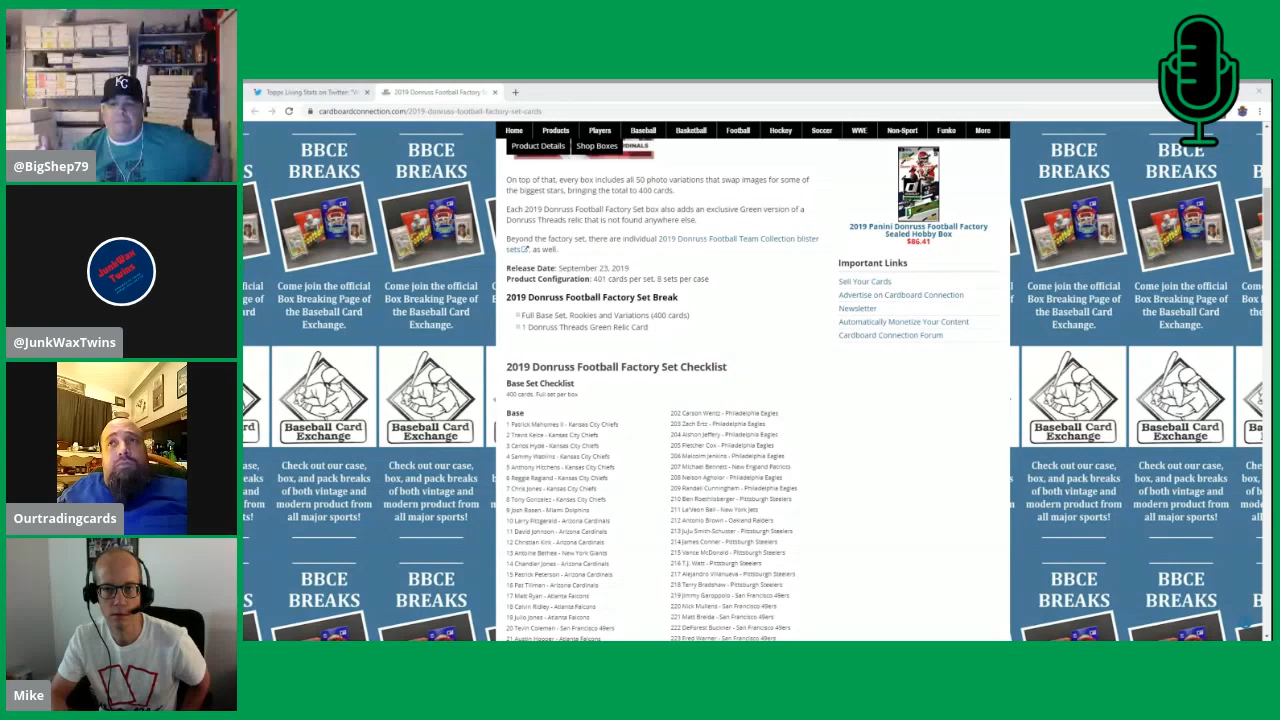 KC
@BigShep79
JunkWax
Twins
@JunkWaxTwins
Ourtradingcards
Mike
Topps Living Stats on Twitter: "W
2019 Donruss Football Factory S
cardboardconnection.com/2019-donruss-football-factory-set-cards
Home Products Players Baseball Basketball Football Hockey Soccer WWE Non-Sport Funko More
Product Details Shop Boxes
On top of that, every box includes all 50 photo variations that swap images for some of
the biggest stars, bringing the total to 400 cards.
Each 2019 Donruss Football Factory Set box also adds an exclusive Green version of a
Donruss Threads relic that is not found anywhere else.
Beyond the factory set, there are individual 2019 Donruss Football Team Collection blister
sets, as well.
Release Date: September 23, 2019
Product Configuration: 401 cards per set, 8 sets per case
2019 Donruss Football Factory Set Break
Full Base Set, Rookies and Variations (400 cards)
1 Donruss Threads Green Relic Card
2019 Donruss Football Factory Set Checklist
Base Set Checklist
400 cards. Full set per box
Base
1 Patrick Mahomes II - Kansas City Chiefs
2 Travis Kelce - Kansas City Chiefs
3 Carlos Hyde - Kansas City Chiefs
4 Sammy Watkins - Kansas City Chiefs
5 Anthony Hitchens - Kansas City Chiefs
6 Reggie Ragland - Kansas City Chiefs
7 Chris Jones - Kansas City Chiefs
8 Tony Gonzalez - Kansas City Chiefs
9 Josh Rosen - Miami Dolphins
10 Larry Fitzgerald - Arizona Cardinals
11 David Johnson - Arizona Cardinals
12 Christian Kirk - Arizona Cardinals
13 Antoine Bethea - New York Giants
14 Chandler Jones - Arizona Cardinals
15 Patrick Peterson - Arizona Cardinals
16 Pat Tillman - Arizona Cardinals
17 Matt Ryan - Atlanta Falcons
18 Calvin Ridley - Atlanta Falcons
19 Julio Jones - Atlanta Falcons
20 Tevin Coleman - San Francisco 49ers
21 Austin Hooper - Atlanta Falcons
202 Carson Wentz - Philadelphia Eagles
203 Zach Ertz - Philadelphia Eagles
204 Alshon Jeffery - Philadelphia Eagles
205 Fletcher Cox - Philadelphia Eagles
206 Malcolm Jenkins - Philadelphia Eagles
207 Michael Bennett - New England Patriots
208 Nelson Agholor - Philadelphia Eagles
209 Randall Cunningham - Philadelphia Eagles
210 Ben Roethlisberger - Pittsburgh Steelers
211 Le'Veon Bell - New York Jets
212 Antonio Brown - Oakland Raiders
213 JuJu Smith-Schuster - Pittsburgh Steelers
214 James Conner - Pittsburgh Steelers
215 Vance McDonald - Pittsburgh Steelers
216 T.J. Watt - Pittsburgh Steelers
217 Alejandro Villanueva - Pittsburgh Steelers
218 Terry Bradshaw - Pittsburgh Steelers
219 Jimmy Garoppolo - San Francisco 49ers
220 Nick Mullens - San Francisco 49ers
221 Matt Breida - San Francisco 49ers
222 DeForest Buckner - San Francisco 49ers
223 Fred Warner - San Francisco 49ers
2019 Panini Donruss Football Factory
Sealed Hobby Box
$86.41
Important Links
Sell Your Cards
Advertise on Cardboard Connection
Newsletter
Automatically Monetize Your Content
Cardboard Connection Forum
BBCE
BREAKS
Come join the official
Box Breaking Page of
the Baseball Card
Exchange.
Baseball Card
Exchange
Check out our case,
box, and pack breaks
of both vintage and
modern product from
all major sports!
BBCE
BREAKS